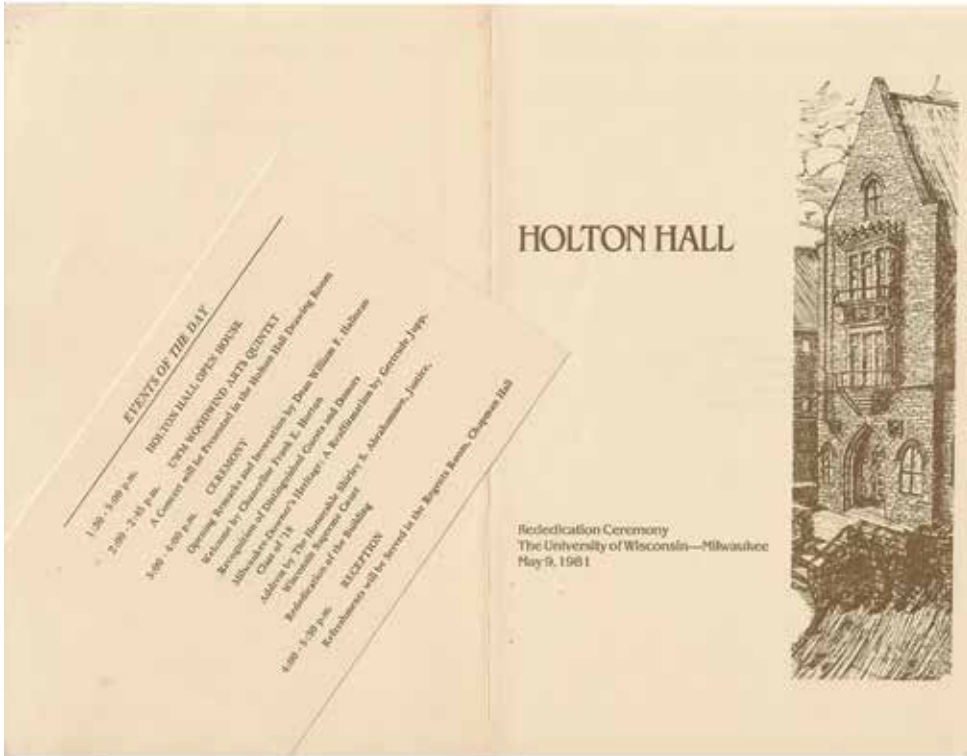 EVENTS OF THE DAY
1:00 - 5:00 p.m. HOLTON HALL OPEN HOUSE
2:00 - 2:45 p.m. UWM WOODWIND ARTS QUINTET
A Concert will be Presented in the Holton Hall Drawing Room
3:00 - 4:00 p.m. CEREMONY
Opening Remarks and Invocation by Dean William F. Halloran
Welcome by Chancellor Frank E. Horton
Recognition of Distinguished Guests and Donors
Milwaukee-Downer's Heritage: A Reaffirmation by Gertrude Jupp,
Class of '18
Address by The Honorable Shirley S. Abrahamson, Justice,
Wisconsin Supreme Court
Rededication of the Building
4:00 - 5:30 p.m. RECEPTION
Refreshments will be Served in the Regents Room, Chapman Hall
HOLTON HALL
Rededication Ceremony
The University of Wisconsin—Milwaukee
May 9, 1981